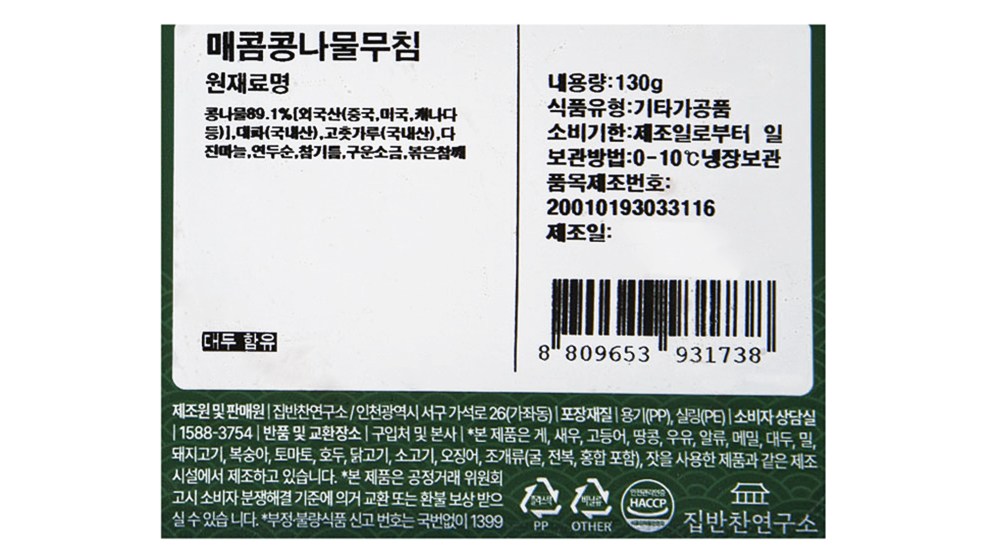 매콤콩나물무침
원재료명
콩나물89.1%[외국산(중국,미국,캐나다
등)],대파(국내산),고춧가루(국내산),다
진마늘,연두순,참기름,구운소금,볶은참깨
대두 함유
내용량:130g
식품유형:기타가공품
소비기한:제조일로부터 일
보관방법:0-10℃냉장보관
품목제조번호:
20010193033116
제조일:
8 809653 931738
제조원 및 판매원 | 집반찬연구소 / 인천광역시 서구 가석로 26(가좌동) | 포장재질 | 용기(PP), 실링(PE) | 소비자 상담실
| 1588-3754 | 반품 및 교환장소 | 구입처 및 본사 | *본 제품은 게, 새우, 고등어, 땅콩, 우유, 알류, 메밀, 대두, 밀,
돼지고기, 복숭아, 토마토, 호두, 닭고기, 소고기, 오징어, 조개류(굴, 전복, 홍합 포함), 잣을 사용한 제품과 같은 제조
시설에서 제조하고 있습니다. *본 제품은 공정거래 위원회
고시 소비자 분쟁해결 기준에 의거 교환 또는 환불 보상 받으
실 수 있습니다. *부정·불량식품 신고 번호는 국번없이 1399
플라스틱
PP
비닐류
OTHER
HACCP
집반찬연구소